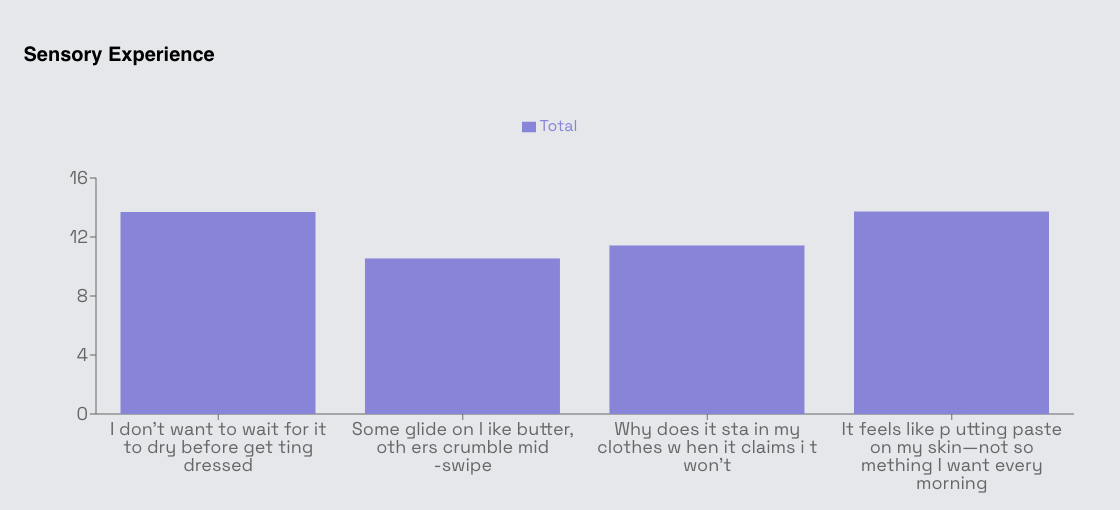 Sensory Experience
Total
16
12
8
4
0
I don't want to wait for it
to dry before get ting
dressed
Some glide on l ike butter,
oth ers crumble mid
-swipe
Why does it sta in my
clothes w hen it claims i t
won't
It feels like p utting paste
on my skin—not so
mething I want every
morning